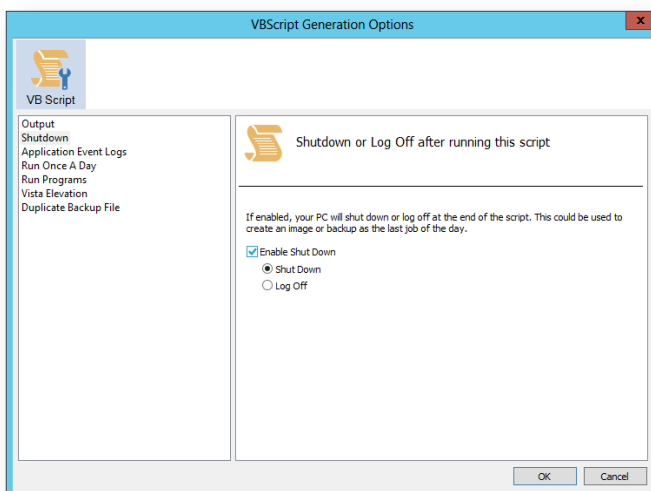 VBScript Generation Options
x
VB Script
Output
Shutdown
Application Event Logs
Run Once A Day
Run Programs
Vista Elevation
Duplicate Backup File
Shutdown or Log Off after running this script
If enabled, your PC will shut down or log off at the end of the script. This could be used to
create an image or backup as the last job of the day.
Enable Shut Down
Shut Down
Log Off
OK
Cancel